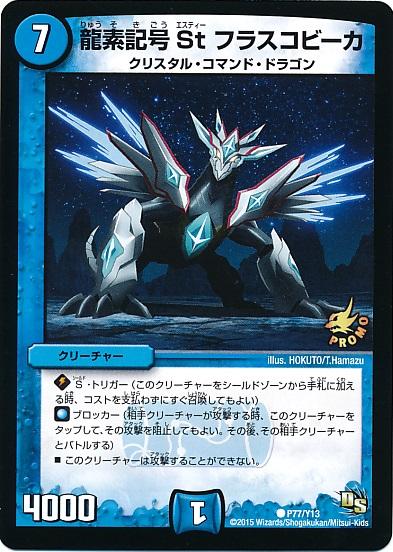 7
りゅうそきごう エスティー
龍素記号 St フラスコビーカ
クリスタル・コマンド・ドラゴン
PROMO
illus. HOKUTO/T.Hamazu
クリーチャー
S・トリガー (このクリーチャーをシールドゾーンから手札に加え
る時、コストを支払わずにすぐ召喚してもよい)
ブロッカー (相手クリーチャーが攻撃する時、このクリーチャーを
タップして、その攻撃を阻止してもよい。その後、その相手クリーチャー
とバトルする)
■ このクリーチャーは攻撃することができない。
4000
1
DS
P77/Y13
©2015 Wizards/Shogakukan/Mitsui-Kids